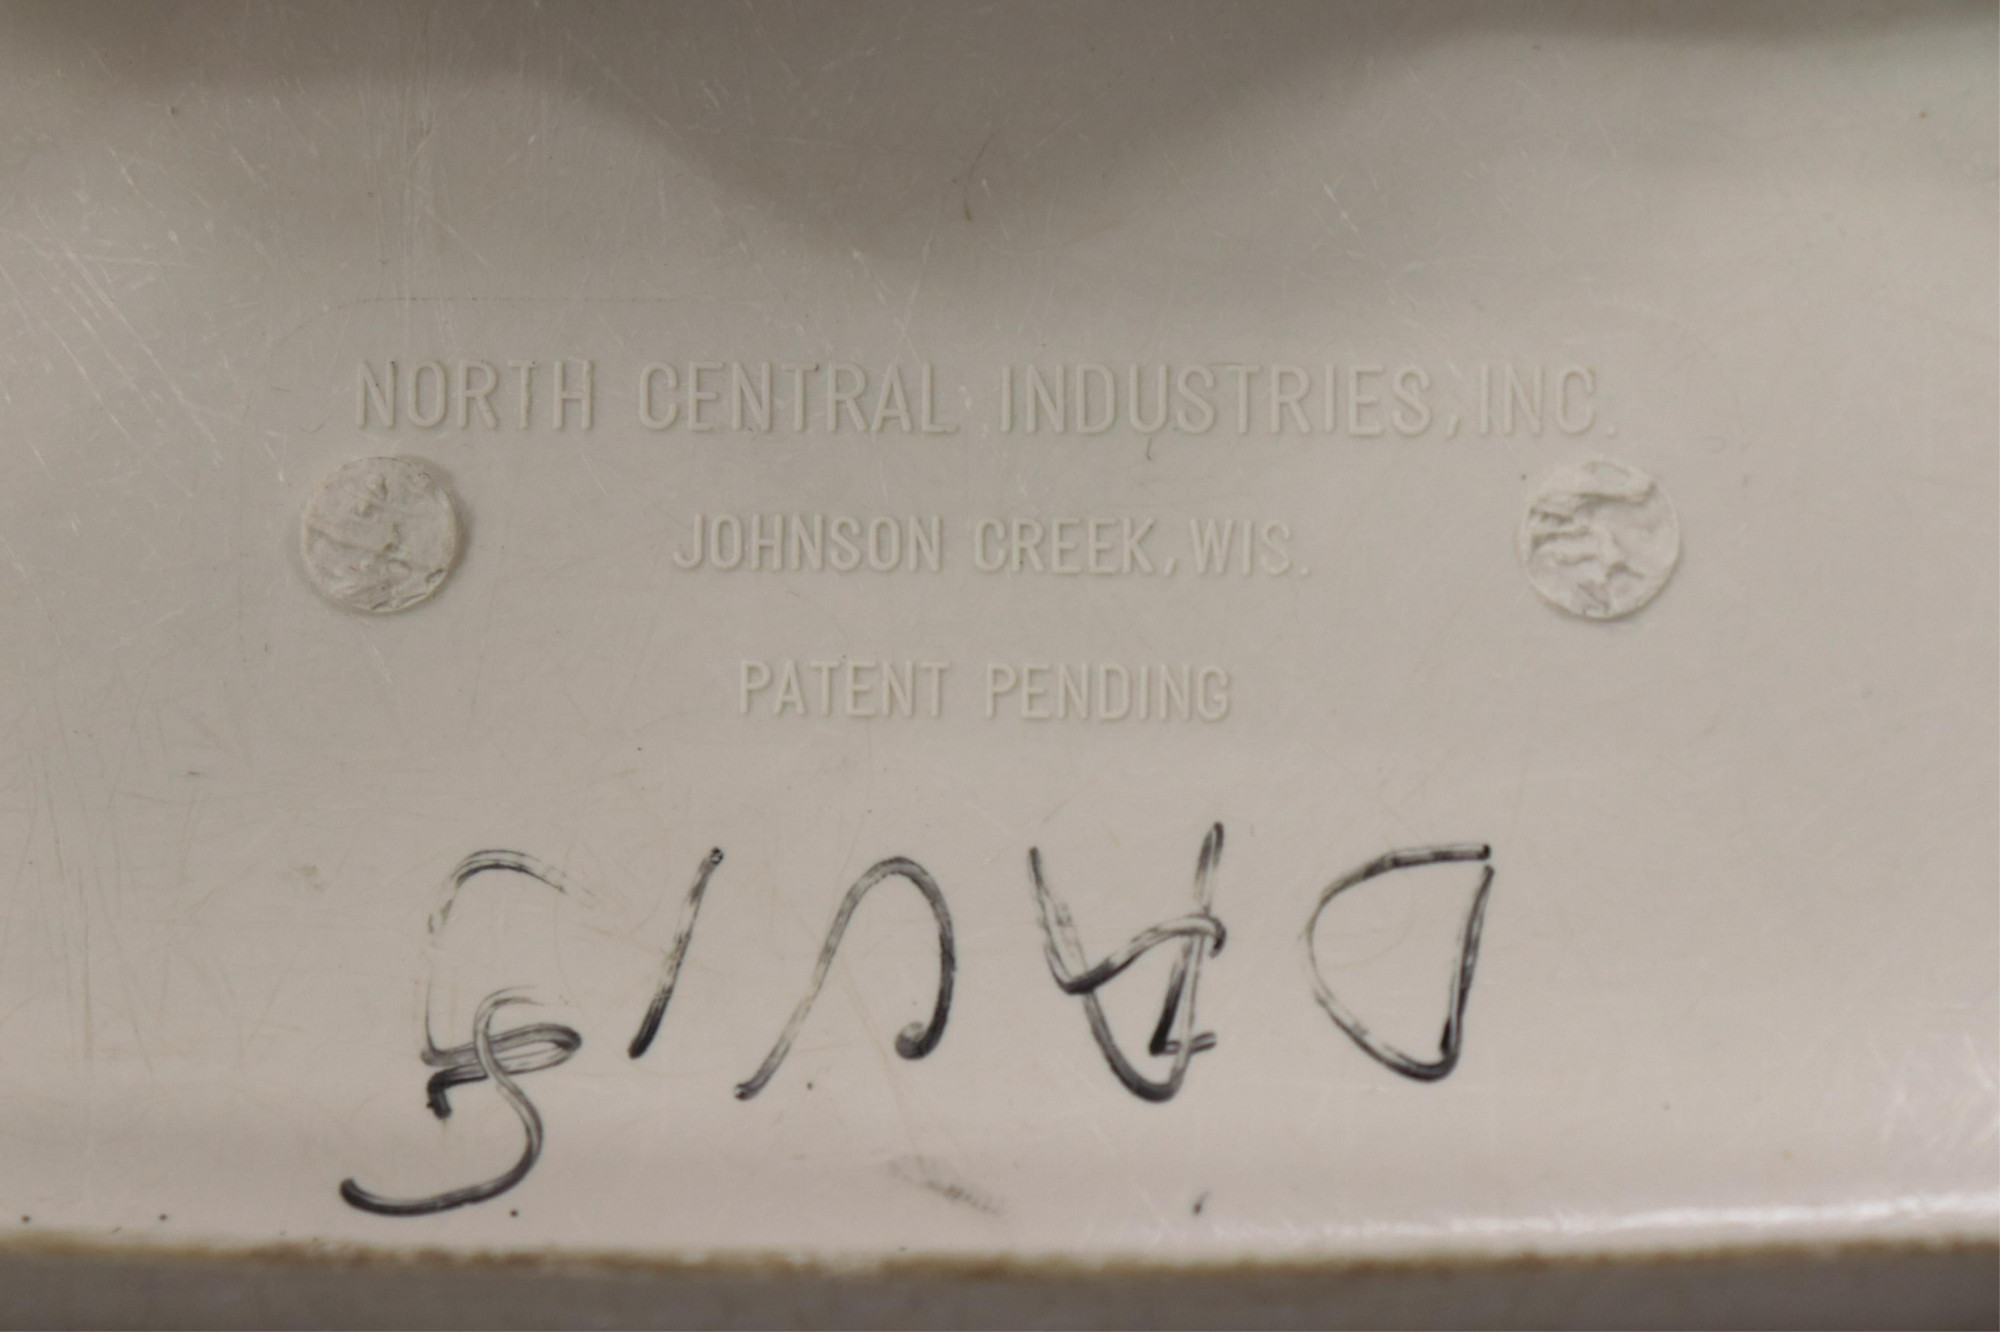 NORTH CENTRAL INDUSTRIES, INC.
JOHNSON CREEK, WIS.
PATENT PENDING
DAVIS